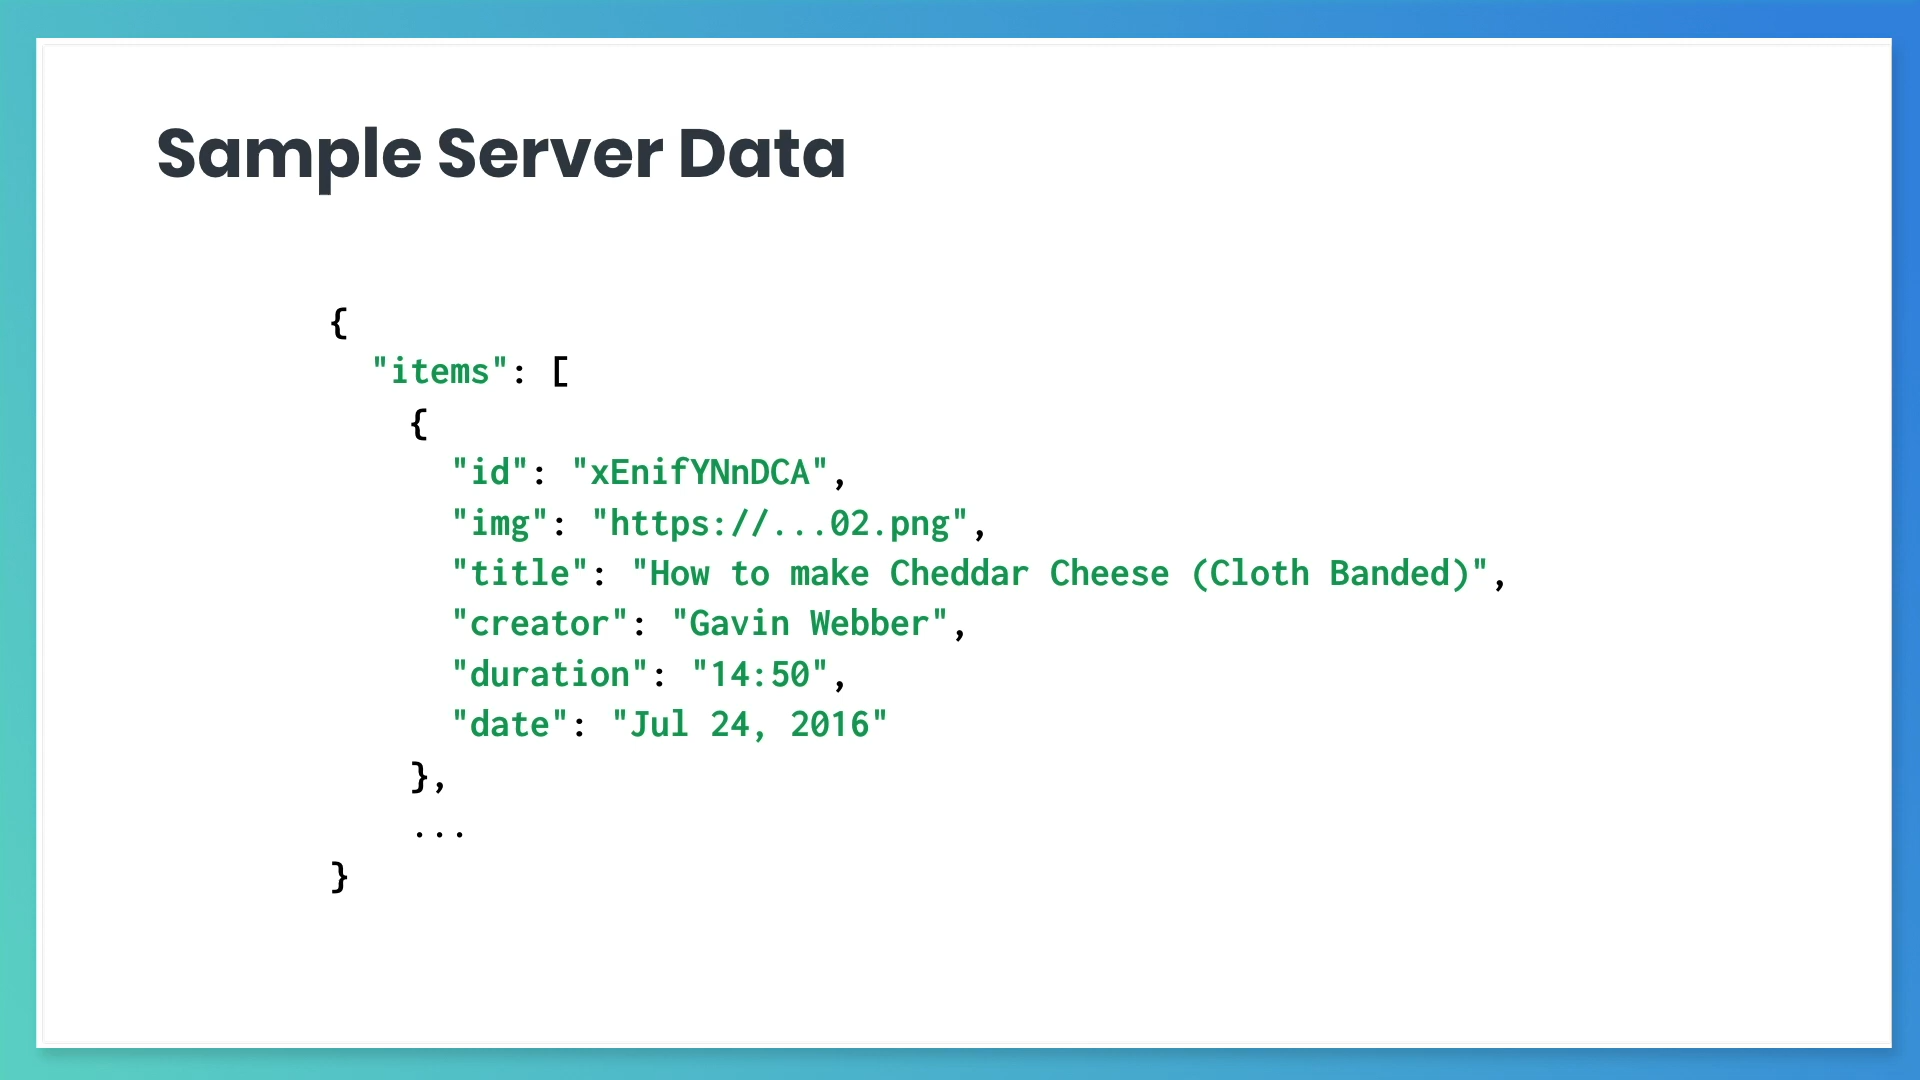 Sample Server Data
{
"items": [
{
"id": "xEnifYNnDCA",
"img": "https://...02.png",
"title": "How to make Cheddar Cheese (Cloth Banded)",
"creator": "Gavin Webber",
"duration": "14:50",
"date": "Jul 24, 2016"
},
...
}